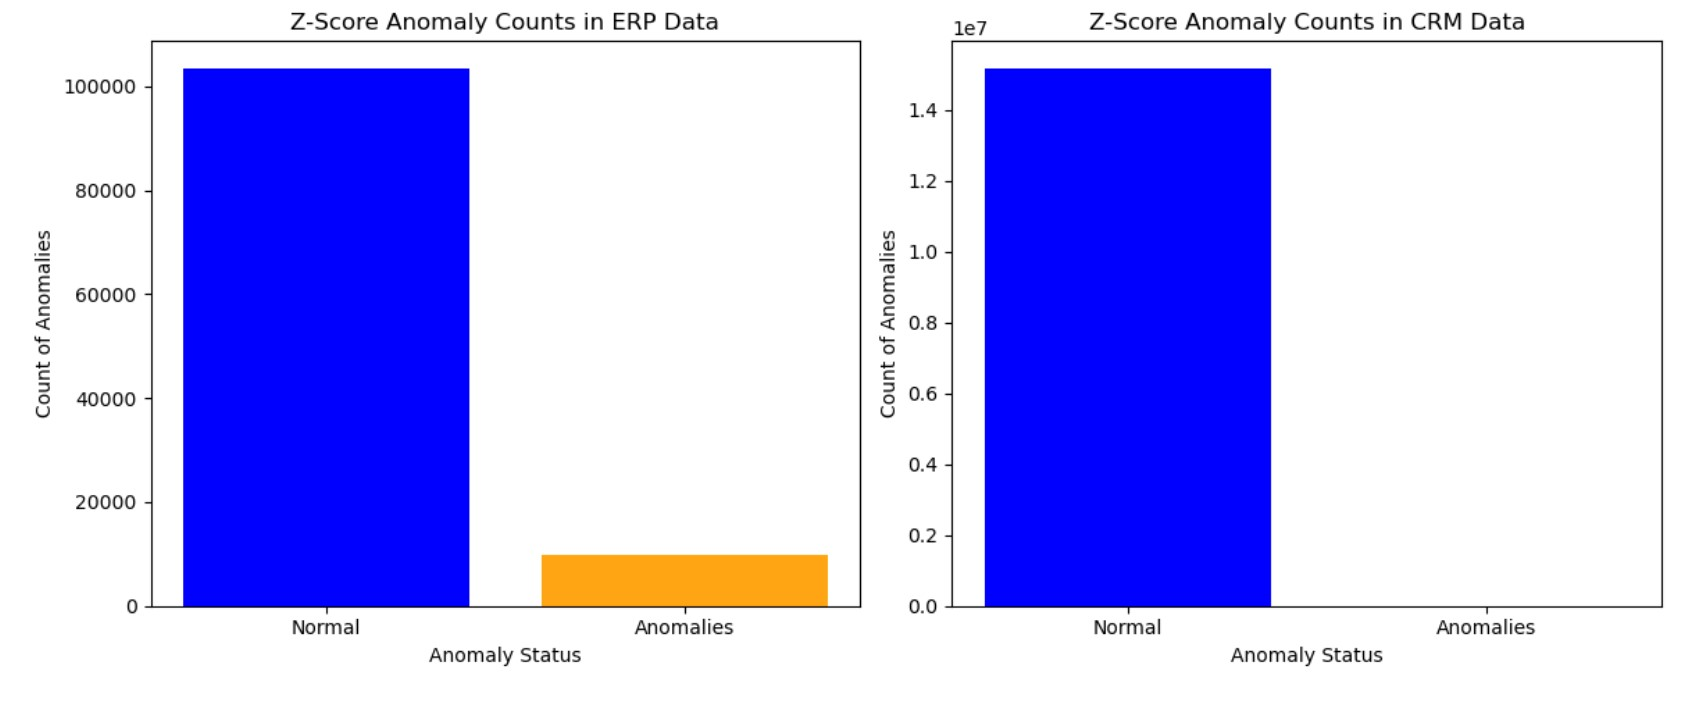 Z-Score Anomaly Counts in ERP Data
100000
80000
60000
40000
20000
0
Count of Anomalies
Normal
Anomalies
Anomaly Status
Z-Score Anomaly Counts in CRM Data
1e7
1.4
1.2
1.0
0.8
0.6
0.4
0.2
0.0
Count of Anomalies
Normal
Anomalies
Anomaly Status